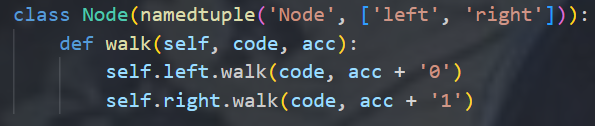 class Node(namedtuple('Node', ['left', 'right'])):
    def walk(self, code, acc):
        self.left.walk(code, acc + '0')
        self.right.walk(code, acc + '1')